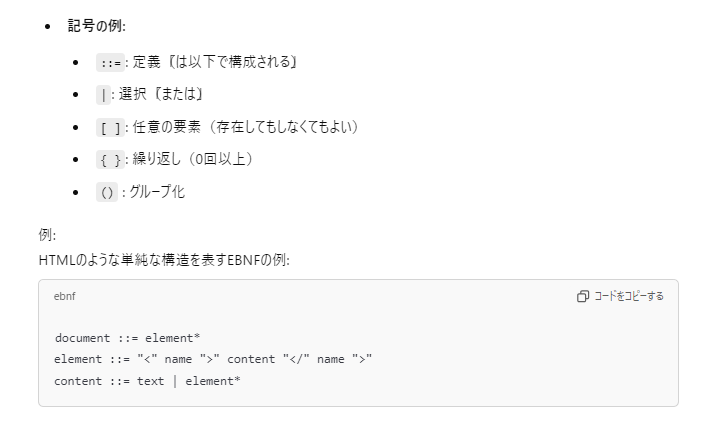 記号の例:
::= : 定義〘は以下で構成される〙
| : 選択〘または〙
[ ] : 任意の要素（存在してもしなくてもよい）
{ } : 繰り返し（0回以上）
() : グループ化
例:
HTMLのような単純な構造を表すEBNFの例:
ebnf コードをコピーする
document ::= element*
element ::= "<" name ">" content "</" name ">"
content ::= text | element*